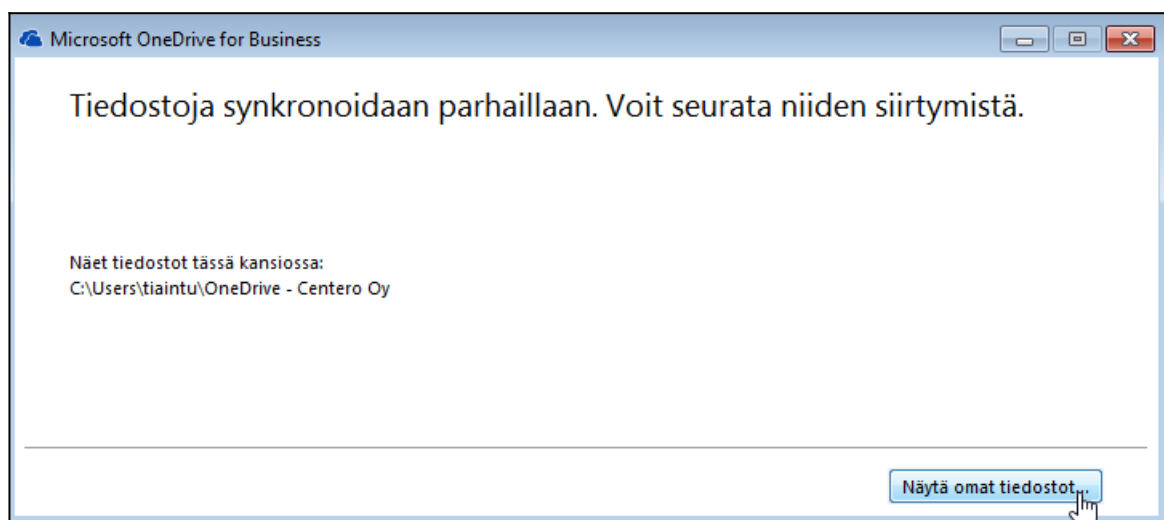 Microsoft OneDrive for Business
Tiedostoja synkronoidaan parhaillaan. Voit seurata niiden siirtymistä.
Näet tiedostot tässä kansiossa:
C:\Users\tiaintu\OneDrive - Centero Oy
Näytä omat tiedostot...